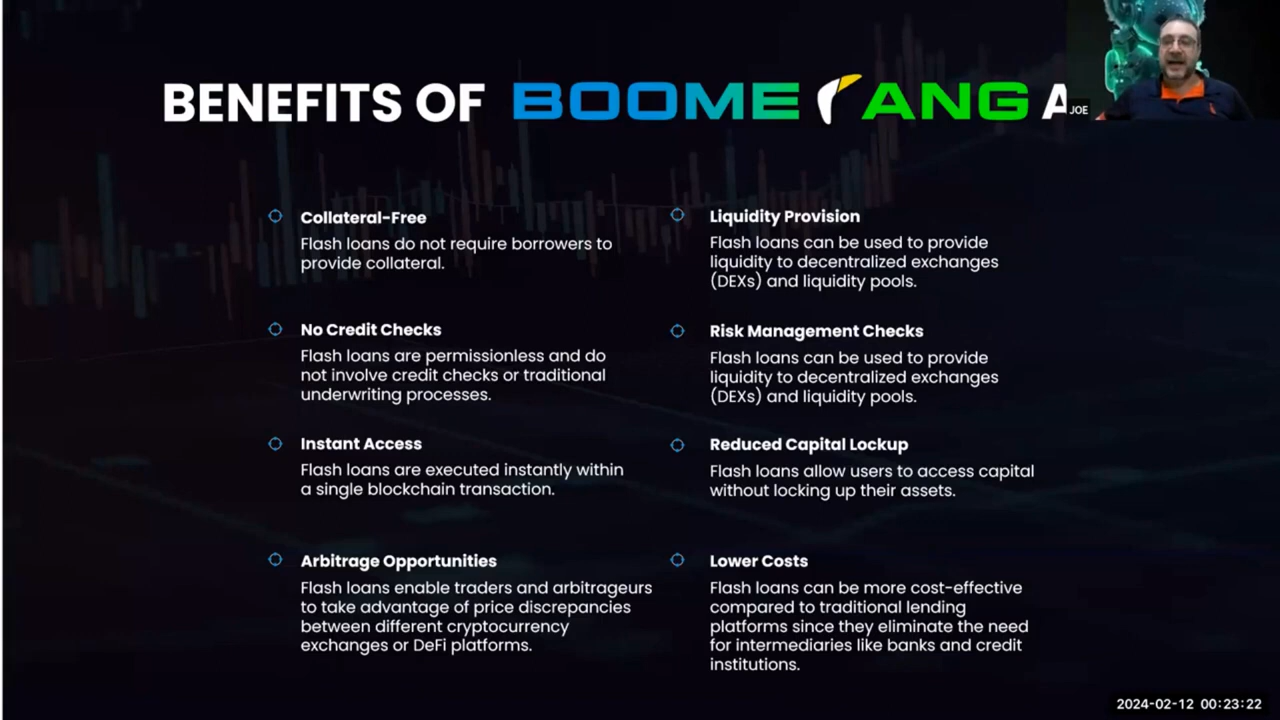 BENEFITS OF BOOMERANG A
JOE
Collateral-Free
Flash loans do not require borrowers to
provide collateral.
No Credit Checks
Flash loans are permissionless and do
not involve credit checks or traditional
underwriting processes.
Instant Access
Flash loans are executed instantly within
a single blockchain transaction.
Arbitrage Opportunities
Flash loans enable traders and arbitrageurs
to take advantage of price discrepancies
between different cryptocurrency
exchanges or DeFi platforms.
Liquidity Provision
Flash loans can be used to provide
liquidity to decentralized exchanges
(DEXs) and liquidity pools.
Risk Management Checks
Flash loans can be used to provide
liquidity to decentralized exchanges
(DEXs) and liquidity pools.
Reduced Capital Lockup
Flash loans allow users to access capital
without locking up their assets.
Lower Costs
Flash loans can be more cost-effective
compared to traditional lending
platforms since they eliminate the need
for intermediaries like banks and credit
institutions.
2024-02-12 00:23:22